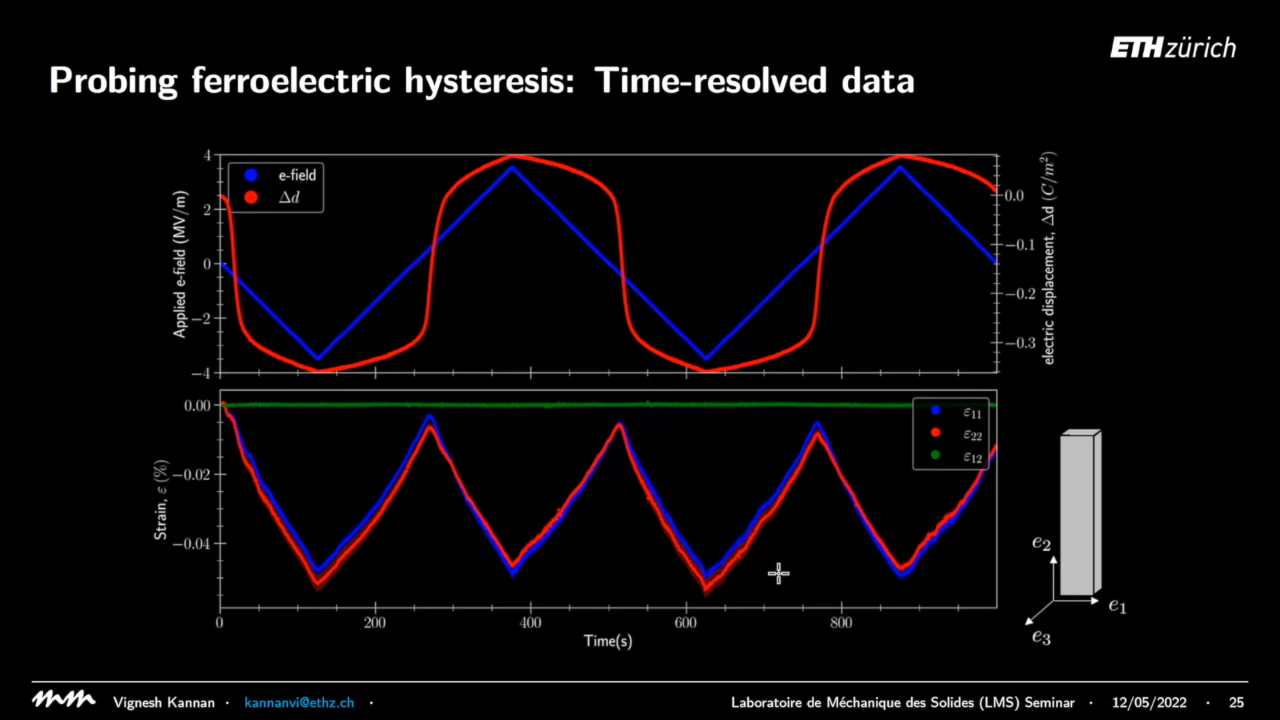 ETH zürich
Probing ferroelectric hysteresis: Time-resolved data
4
2
0
−2
−4
Applied e-field (MV/m)
e-field
Δd
0.0
−0.1
−0.2
−0.3
electric displacement, Δd (C/m²)
0.00
−0.02
−0.04
Strain, ε (%)
ε₁₁
ε₂₂
ε₁₂
0 200 400 600 800
Time(s)
e₂
e₁
e₃
Vignesh Kannan · kannanvi@ethz.ch ·
Laboratoire de Méchanique des Solides (LMS) Seminar · 12/05/2022 · 25